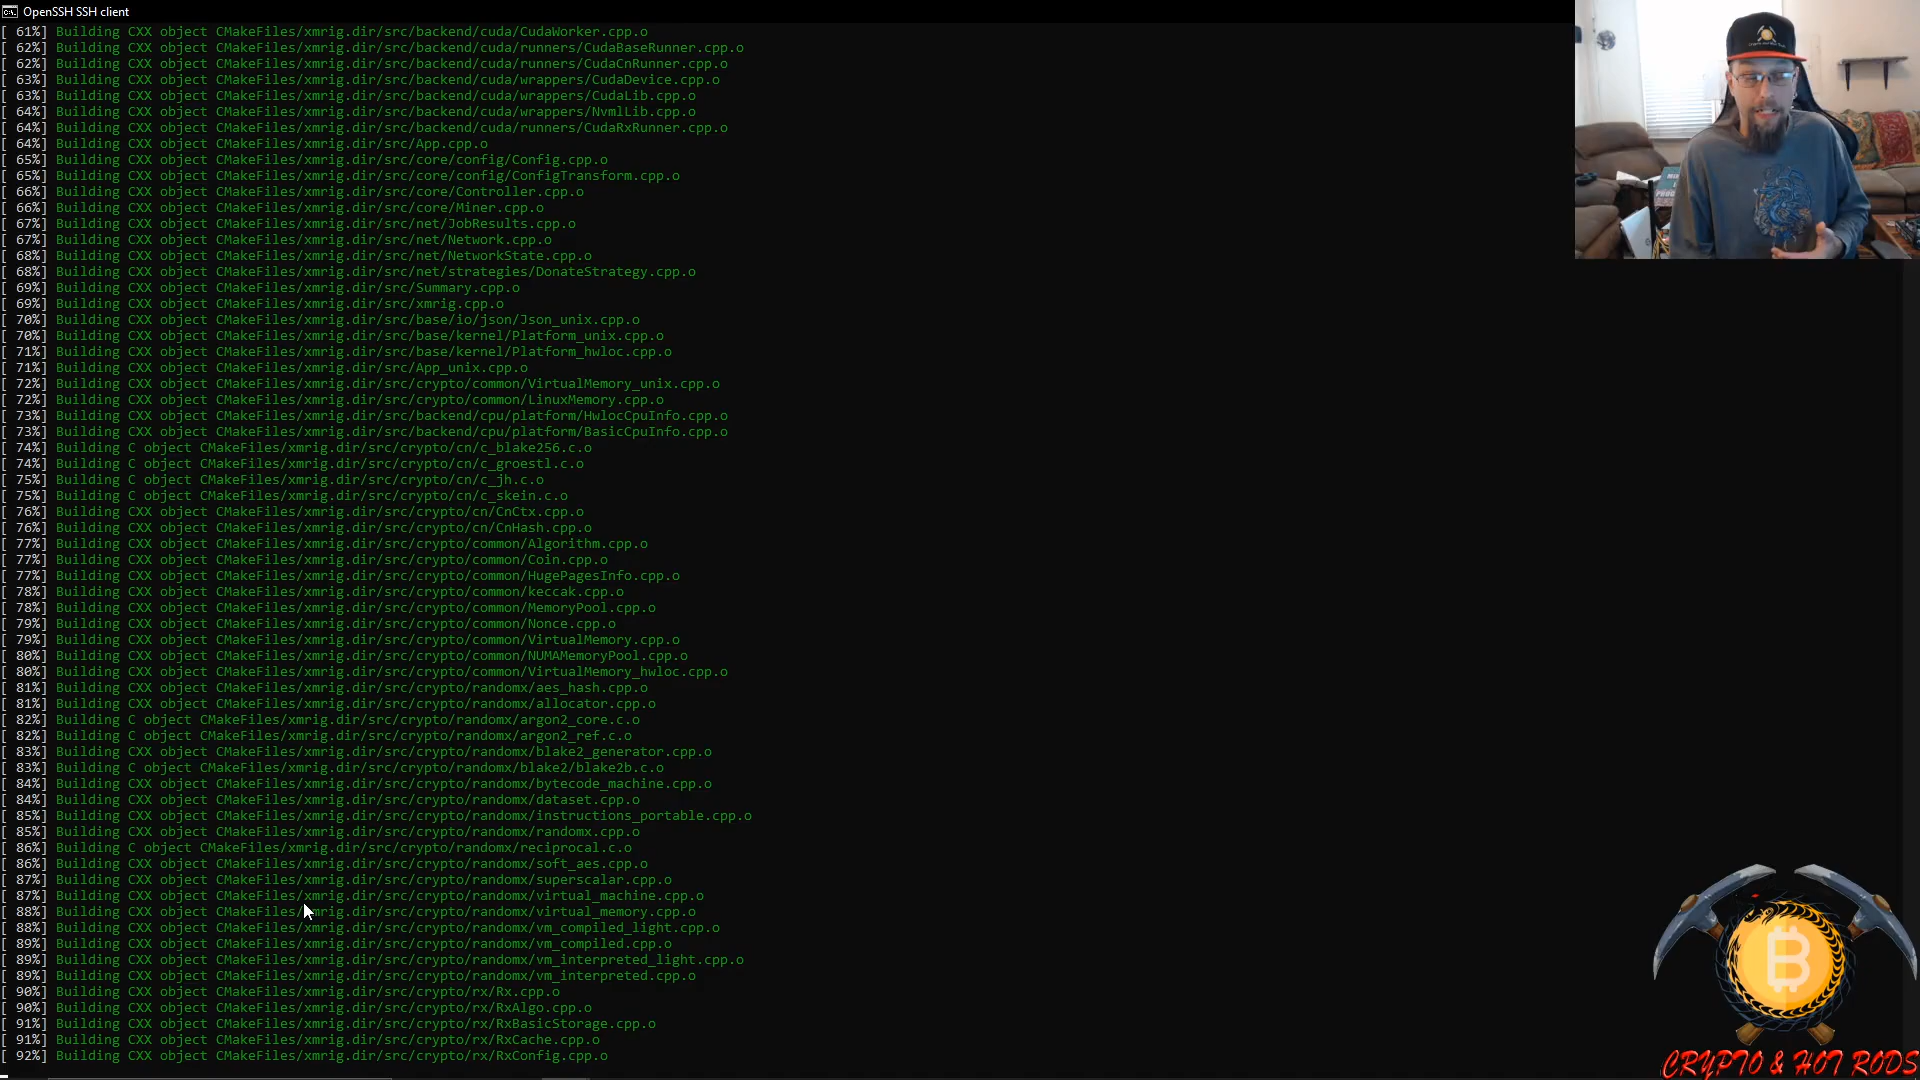 OpenSSH SSH client
[ 61%] Building CXX object CMakeFiles/xmrig.dir/src/backend/cuda/CudaWorker.cpp.o
[ 62%] Building CXX object CMakeFiles/xmrig.dir/src/backend/cuda/runners/CudaBaseRunner.cpp.o
[ 62%] Building CXX object CMakeFiles/xmrig.dir/src/backend/cuda/runners/CudaCnRunner.cpp.o
[ 63%] Building CXX object CMakeFiles/xmrig.dir/src/backend/cuda/wrappers/CudaDevice.cpp.o
[ 63%] Building CXX object CMakeFiles/xmrig.dir/src/backend/cuda/wrappers/CudaLib.cpp.o
[ 64%] Building CXX object CMakeFiles/xmrig.dir/src/backend/cuda/wrappers/NvmlLib.cpp.o
[ 64%] Building CXX object CMakeFiles/xmrig.dir/src/backend/cuda/runners/CudaRxRunner.cpp.o
[ 64%] Building CXX object CMakeFiles/xmrig.dir/src/App.cpp.o
[ 65%] Building CXX object CMakeFiles/xmrig.dir/src/core/config/Config.cpp.o
[ 65%] Building CXX object CMakeFiles/xmrig.dir/src/core/config/ConfigTransform.cpp.o
[ 66%] Building CXX object CMakeFiles/xmrig.dir/src/core/Controller.cpp.o
[ 66%] Building CXX object CMakeFiles/xmrig.dir/src/core/Miner.cpp.o
[ 67%] Building CXX object CMakeFiles/xmrig.dir/src/net/JobResults.cpp.o
[ 67%] Building CXX object CMakeFiles/xmrig.dir/src/net/Network.cpp.o
[ 68%] Building CXX object CMakeFiles/xmrig.dir/src/net/NetworkState.cpp.o
[ 68%] Building CXX object CMakeFiles/xmrig.dir/src/net/strategies/DonateStrategy.cpp.o
[ 69%] Building CXX object CMakeFiles/xmrig.dir/src/Summary.cpp.o
[ 69%] Building CXX object CMakeFiles/xmrig.dir/src/xmrig.cpp.o
[ 70%] Building CXX object CMakeFiles/xmrig.dir/src/base/io/json/Json_unix.cpp.o
[ 70%] Building CXX object CMakeFiles/xmrig.dir/src/base/kernel/Platform_unix.cpp.o
[ 71%] Building CXX object CMakeFiles/xmrig.dir/src/base/kernel/Platform_hwloc.cpp.o
[ 71%] Building CXX object CMakeFiles/xmrig.dir/src/App_unix.cpp.o
[ 72%] Building CXX object CMakeFiles/xmrig.dir/src/crypto/common/VirtualMemory_unix.cpp.o
[ 72%] Building CXX object CMakeFiles/xmrig.dir/src/crypto/common/LinuxMemory.cpp.o
[ 73%] Building CXX object CMakeFiles/xmrig.dir/src/backend/cpu/platform/HwlocCpuInfo.cpp.o
[ 73%] Building CXX object CMakeFiles/xmrig.dir/src/backend/cpu/platform/BasicCpuInfo.cpp.o
[ 74%] Building C object CMakeFiles/xmrig.dir/src/crypto/cn/c_blake256.c.o
[ 74%] Building C object CMakeFiles/xmrig.dir/src/crypto/cn/c_groestl.c.o
[ 75%] Building C object CMakeFiles/xmrig.dir/src/crypto/cn/c_jh.c.o
[ 75%] Building C object CMakeFiles/xmrig.dir/src/crypto/cn/c_skein.c.o
[ 76%] Building CXX object CMakeFiles/xmrig.dir/src/crypto/cn/CnCtx.cpp.o
[ 76%] Building CXX object CMakeFiles/xmrig.dir/src/crypto/cn/CnHash.cpp.o
[ 77%] Building CXX object CMakeFiles/xmrig.dir/src/crypto/common/Algorithm.cpp.o
[ 77%] Building CXX object CMakeFiles/xmrig.dir/src/crypto/common/Coin.cpp.o
[ 77%] Building CXX object CMakeFiles/xmrig.dir/src/crypto/common/HugePagesInfo.cpp.o
[ 78%] Building CXX object CMakeFiles/xmrig.dir/src/crypto/common/keccak.cpp.o
[ 78%] Building CXX object CMakeFiles/xmrig.dir/src/crypto/common/MemoryPool.cpp.o
[ 79%] Building CXX object CMakeFiles/xmrig.dir/src/crypto/common/Nonce.cpp.o
[ 79%] Building CXX object CMakeFiles/xmrig.dir/src/crypto/common/VirtualMemory.cpp.o
[ 80%] Building CXX object CMakeFiles/xmrig.dir/src/crypto/common/NUMAMemoryPool.cpp.o
[ 80%] Building CXX object CMakeFiles/xmrig.dir/src/crypto/common/VirtualMemory_hwloc.cpp.o
[ 81%] Building CXX object CMakeFiles/xmrig.dir/src/crypto/randomx/aes_hash.cpp.o
[ 81%] Building CXX object CMakeFiles/xmrig.dir/src/crypto/randomx/allocator.cpp.o
[ 82%] Building C object CMakeFiles/xmrig.dir/src/crypto/randomx/argon2_core.c.o
[ 82%] Building C object CMakeFiles/xmrig.dir/src/crypto/randomx/argon2_ref.c.o
[ 83%] Building CXX object CMakeFiles/xmrig.dir/src/crypto/randomx/blake2_generator.cpp.o
[ 83%] Building C object CMakeFiles/xmrig.dir/src/crypto/randomx/blake2/blake2b.c.o
[ 84%] Building CXX object CMakeFiles/xmrig.dir/src/crypto/randomx/bytecode_machine.cpp.o
[ 84%] Building CXX object CMakeFiles/xmrig.dir/src/crypto/randomx/dataset.cpp.o
[ 85%] Building CXX object CMakeFiles/xmrig.dir/src/crypto/randomx/instructions_portable.cpp.o
[ 85%] Building CXX object CMakeFiles/xmrig.dir/src/crypto/randomx/randomx.cpp.o
[ 86%] Building C object CMakeFiles/xmrig.dir/src/crypto/randomx/reciprocal.c.o
[ 86%] Building CXX object CMakeFiles/xmrig.dir/src/crypto/randomx/soft_aes.cpp.o
[ 87%] Building CXX object CMakeFiles/xmrig.dir/src/crypto/randomx/superscalar.cpp.o
[ 87%] Building CXX object CMakeFiles/xmrig.dir/src/crypto/randomx/virtual_machine.cpp.o
[ 88%] Building CXX object CMakeFiles/xmrig.dir/src/crypto/randomx/virtual_memory.cpp.o
[ 88%] Building CXX object CMakeFiles/xmrig.dir/src/crypto/randomx/vm_compiled_light.cpp.o
[ 89%] Building CXX object CMakeFiles/xmrig.dir/src/crypto/randomx/vm_compiled.cpp.o
[ 89%] Building CXX object CMakeFiles/xmrig.dir/src/crypto/randomx/vm_interpreted_light.cpp.o
[ 89%] Building CXX object CMakeFiles/xmrig.dir/src/crypto/randomx/vm_interpreted.cpp.o
[ 90%] Building CXX object CMakeFiles/xmrig.dir/src/crypto/rx/Rx.cpp.o
[ 90%] Building CXX object CMakeFiles/xmrig.dir/src/crypto/rx/RxAlgo.cpp.o
[ 91%] Building CXX object CMakeFiles/xmrig.dir/src/crypto/rx/RxBasicStorage.cpp.o
[ 91%] Building CXX object CMakeFiles/xmrig.dir/src/crypto/rx/RxCache.cpp.o
[ 92%] Building CXX object CMakeFiles/xmrig.dir/src/crypto/rx/RxConfig.cpp.o
CRYPTO & HOT RODS